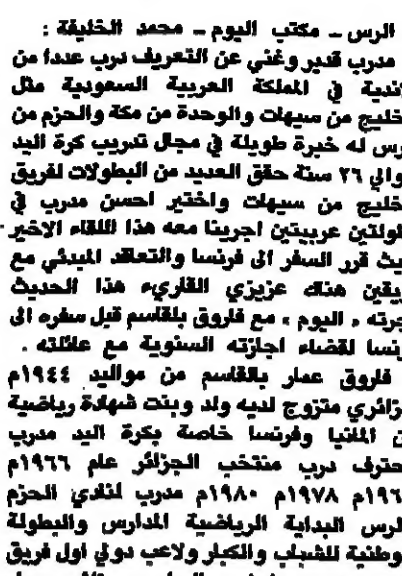 الرس ـ مكتب اليوم ـ محمد الخليفة :
مدرب قدير وغني عن التعريف درب عددا من
ندية في المملكة العربية السعودية مثل
خليج من سيهات والوحدة من مكة والحزم من
رس له خبرة طويلة في مجال تدريب كرة اليد
والي ٢٦ سنة حقق العديد من البطولات لفريق
خليج من سيهات واختير احسن مدرب في
طولتين عربيتين اجرينا معه هذا اللقاء الاخير
يث قرر السفر الى فرنسا والتعاقد المبدئي مع
يقين هناك عزيزي القاريء هذا الحديث
جرته « اليوم » مع فاروق بلقاسم قبل سفره الى
رنسا لقضاء اجازته السنوية مع عائلته .
فاروق عمار بالقاسم من مواليد ١٩٤٤م
زائري متزوج لديه ولد وبنت شهادة رياضية
ن المانيا وفرنسا خاصة بكرة اليد مدرب
حترف درب منتخب الجزائر عام ١٩٦٦م
١٩٧٨م ١٩٨٠م مدرب لنادي الحزم
لرس البداية الرياضية المدارس والبطولة
وطنية للشباب والكبار ولاعب دولي اول فريق